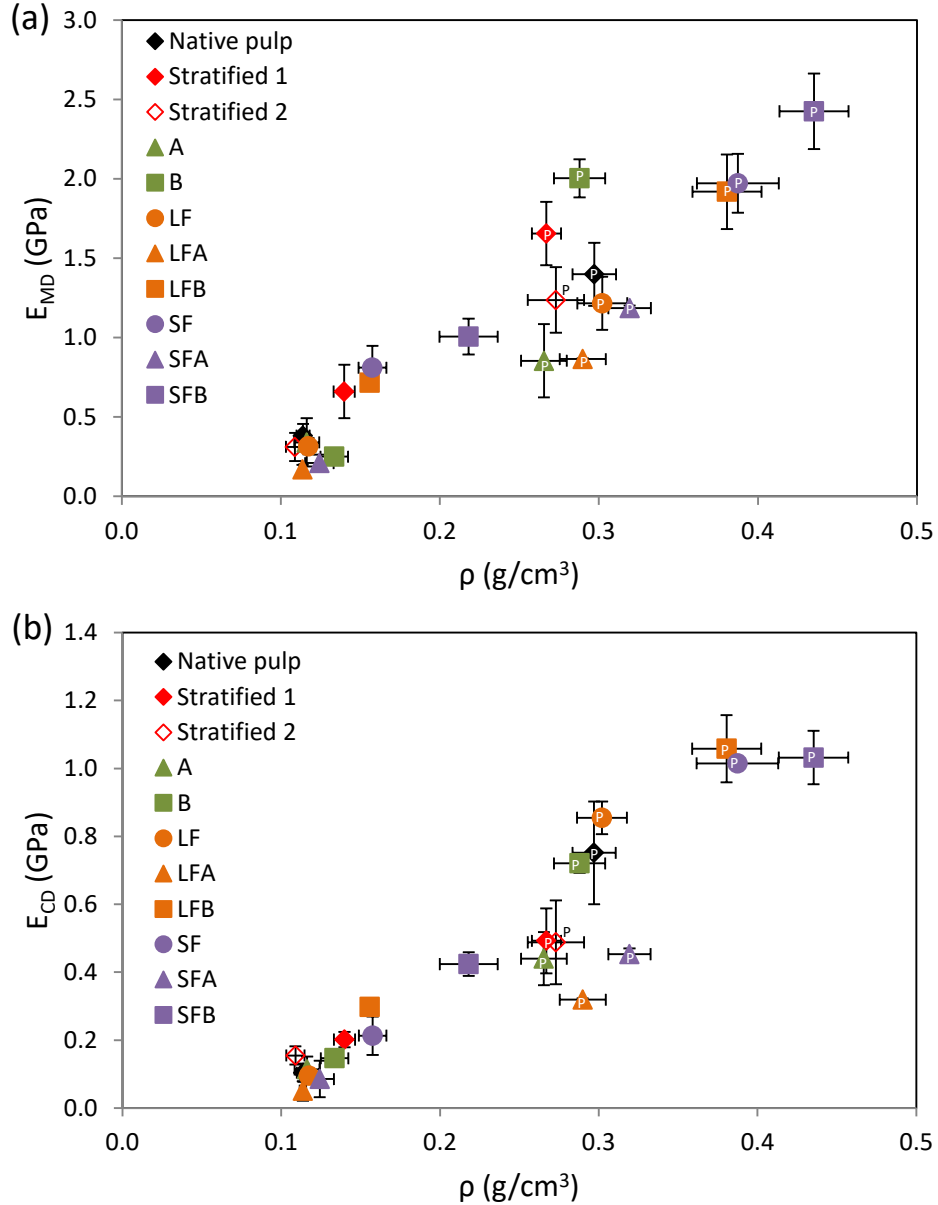 (a)
3.0
2.5
2.0
1.5
1.0
0.5
0.0
E_MD (GPa)
Native pulp
Stratified 1
Stratified 2
A
B
LF
LFA
LFB
SF
SFA
SFB
P
P
P
P
P
P
P
P
P
P
P
0.0 0.1 0.2 0.3 0.4 0.5
ρ (g/cm³)
(b)
1.4
1.2
1.0
0.8
0.6
0.4
0.2
0.0
E_CD (GPa)
Native pulp
Stratified 1
Stratified 2
A
B
LF
LFA
LFB
SF
SFA
SFB
P
P
P
P
P
P
P
P
P
P
P
0.0 0.1 0.2 0.3 0.4 0.5
ρ (g/cm³)